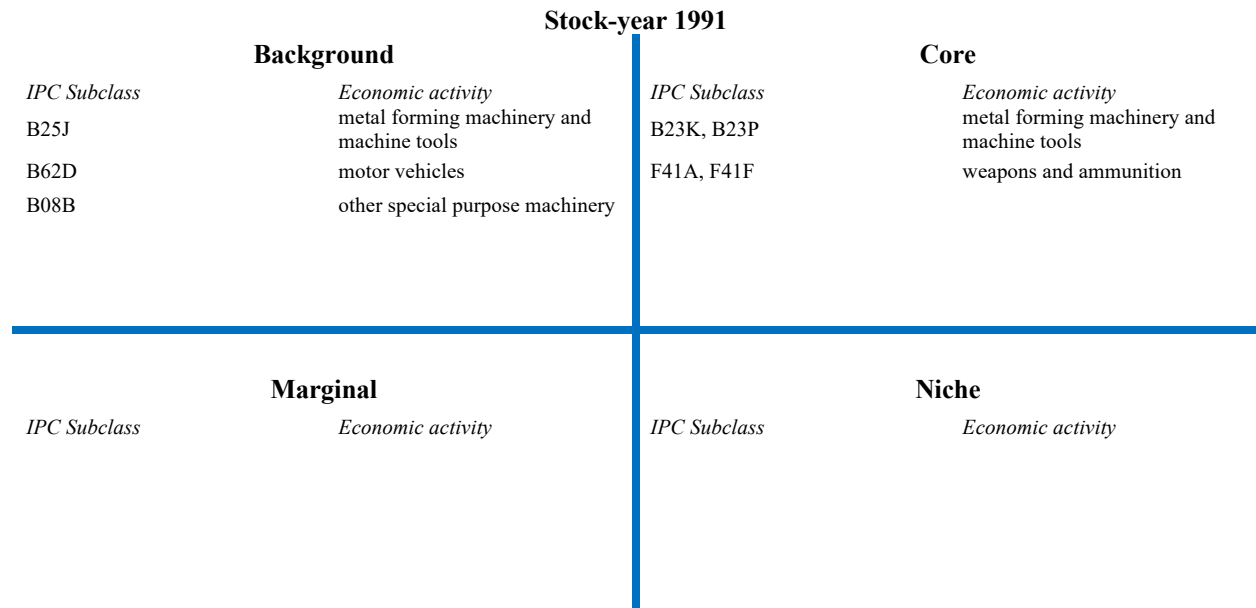 Stock-year 1991
Background
IPC Subclass Economic activity
B25J metal forming machinery and
machine tools
B62D motor vehicles
B08B other special purpose machinery
Core
IPC Subclass Economic activity
B23K, B23P metal forming machinery and
machine tools
F41A, F41F weapons and ammunition
Marginal
IPC Subclass Economic activity
Niche
IPC Subclass Economic activity